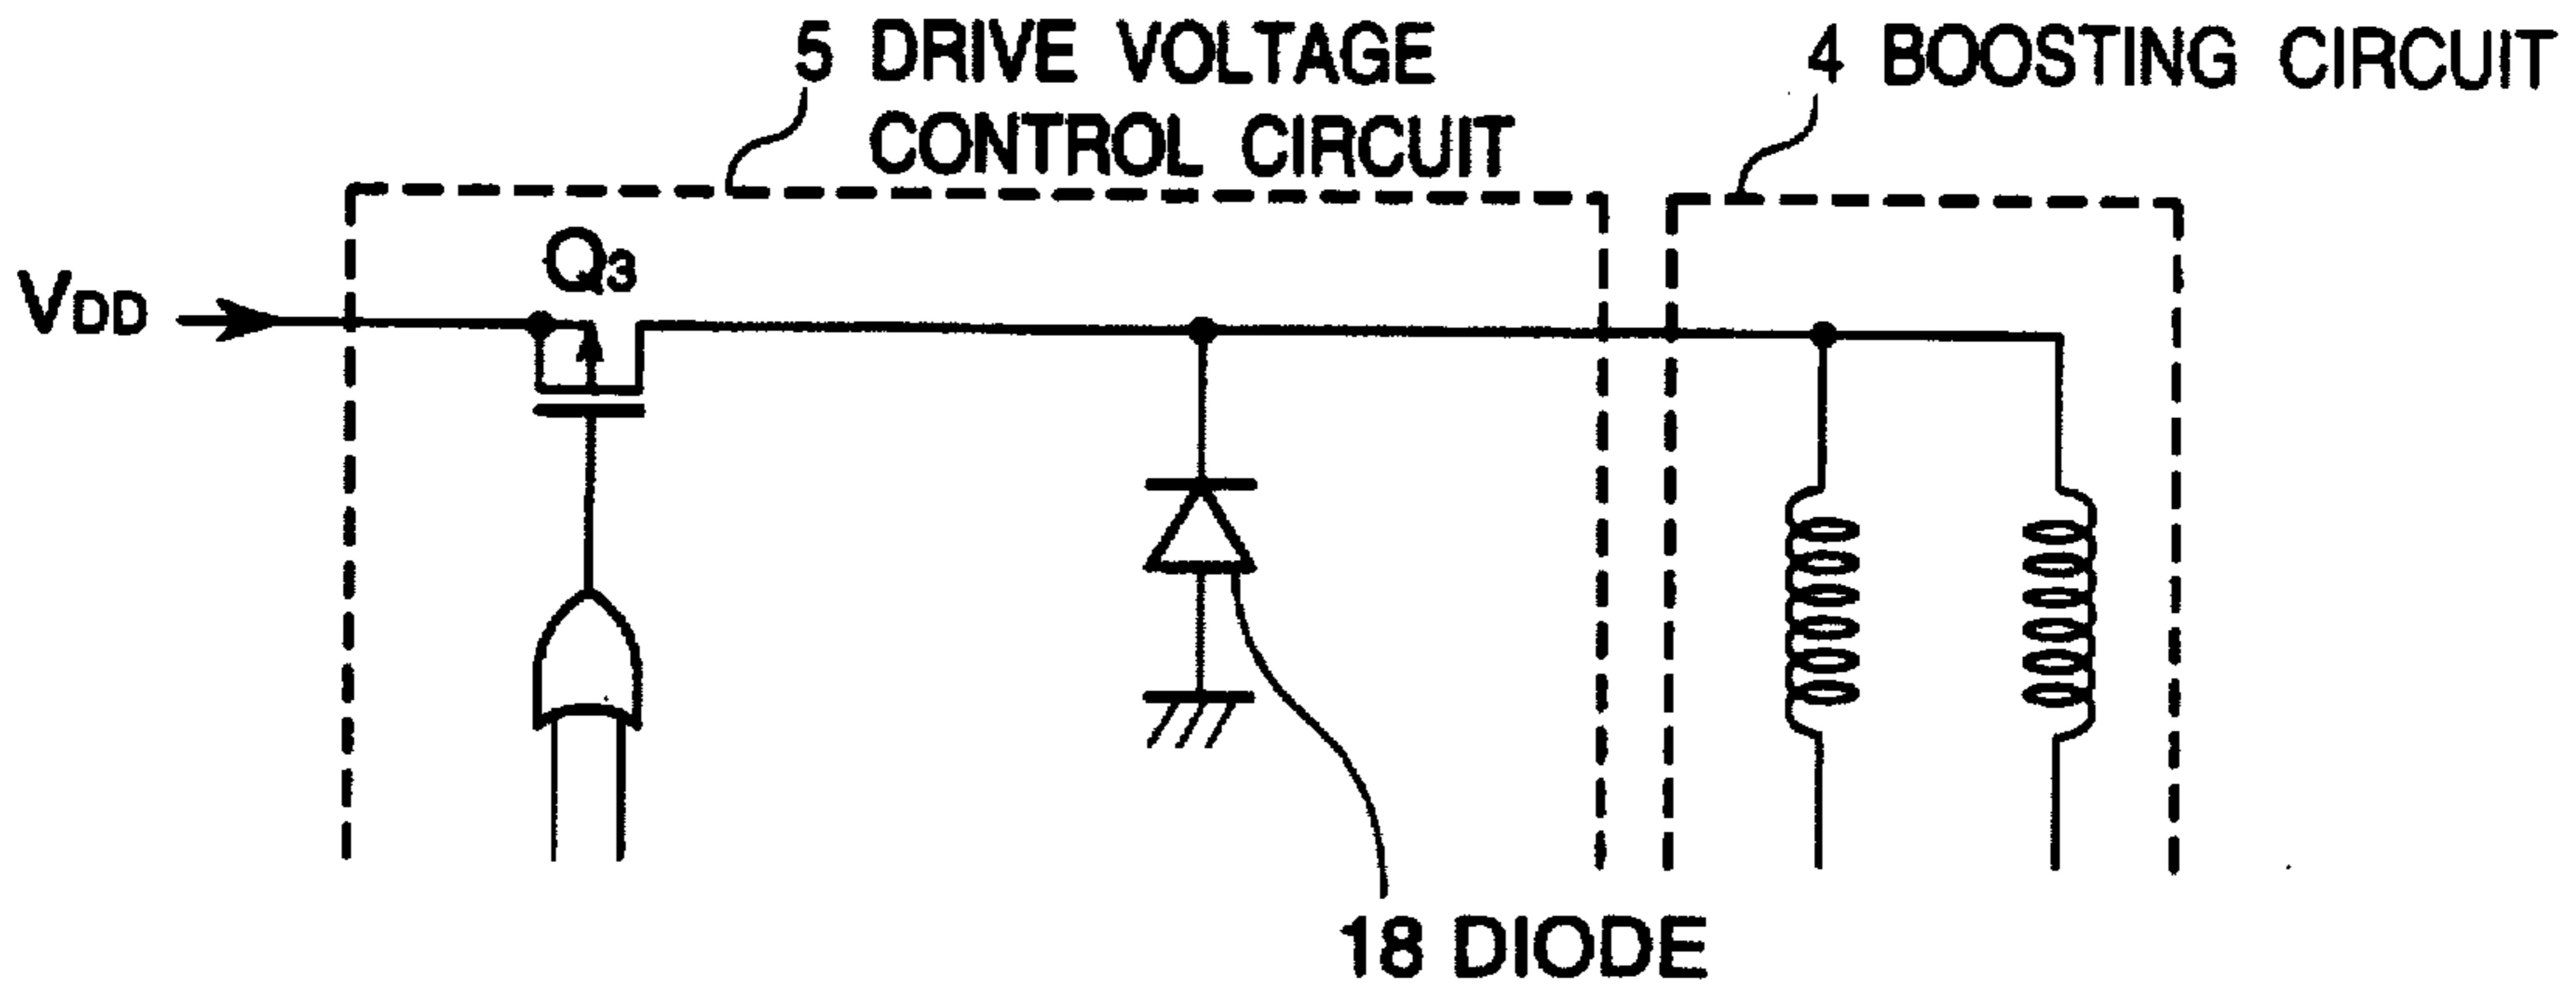 5 DRIVE VOLTAGE
CONTROL CIRCUIT
4 BOOSTING CIRCUIT
Q3
VDD
18 DIODE